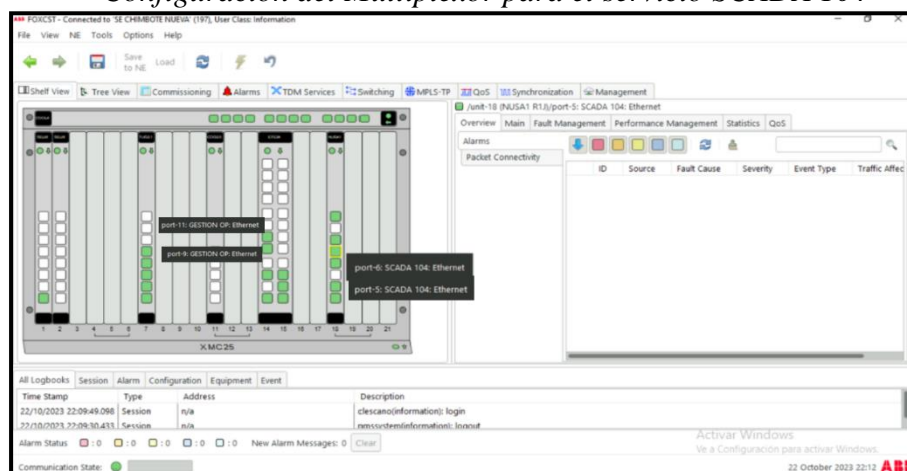 Configuración del Multiplexor para el servicio SCADA 104
ABB FOXCST - Connected to 'SE CHIMBOTE NUEVA' (197), User Class: Information
File View NE Tools Options Help
Save to NE Load
Shelf View Tree View Commissioning Alarms TDM Services Switching MPLS-TP QoS Synchronization Management
/unit-18 (NUSA1 R1J)/port-5: SCADA 104: Ethernet
Overview Main Fault Management Performance Management Statistics QoS
Alarms
Packet Connectivity
ID Source Fault Cause Severity Event Type Traffic Affec
port-11: GESTION OP: Ethernet
port-9: GESTION OP: Ethernet
port-6: SCADA 104: Ethernet
port-5: SCADA 104: Ethernet
1 2 3 4 5 6 7 8 9 10 11 12 13 14 15 16 17 18 19 20 21
XMC25
All Logbooks Session Alarm Configuration Equipment Event
Time Stamp Type Address Description
22/10/2023 22:09:49.098 Session n/a clescano(information): login
22/10/2023 22:09:30.433 Session n/a nmssystem(information): logout
Alarm Status : 0 : 0 : 0 : 0 : 0 New Alarm Messages: 0 Clear
Activar Windows
Ve a Configuración para activar Windows.
Communication State:
22 October 2023 22:12 ABB